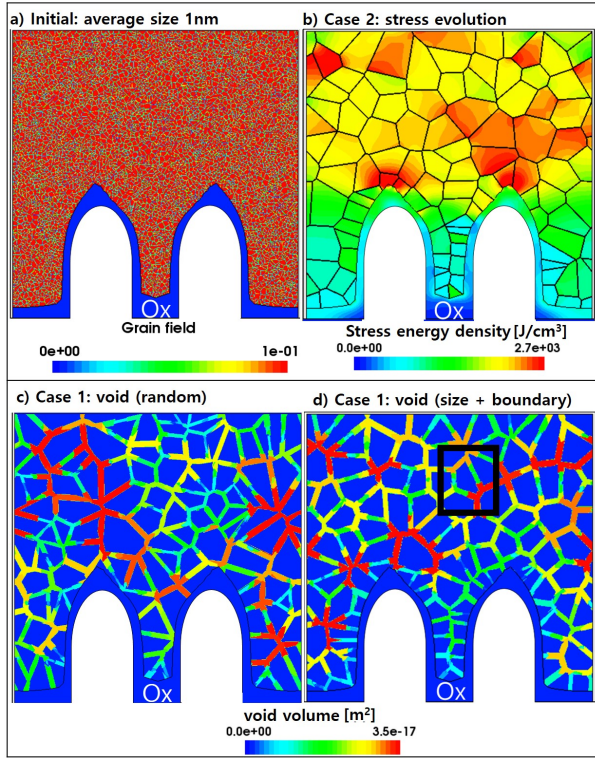 a) Initial: average size 1nm
b) Case 2: stress evolution
Ox
Ox
Grain field
0e+00
1e-01
Stress energy density [J/cm³]
0.0e+00
2.7e+03
c) Case 1: void (random)
d) Case 1: void (size + boundary)
Ox
Ox
void volume [m²]
0.0e+00
3.5e-17